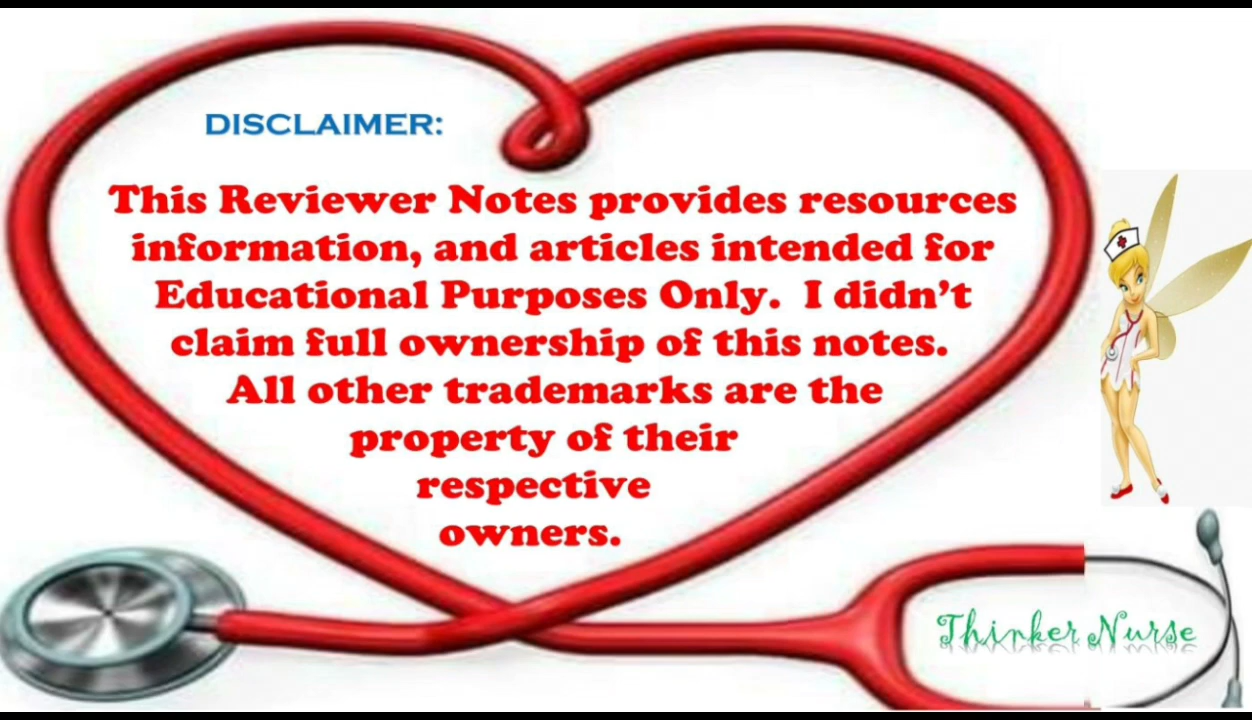 DISCLAIMER:
This Reviewer Notes provides resources
information, and articles intended for
Educational Purposes Only. I didn't
claim full ownership of this notes.
All other trademarks are the
property of their
respective
owners.
Thinker Nurse